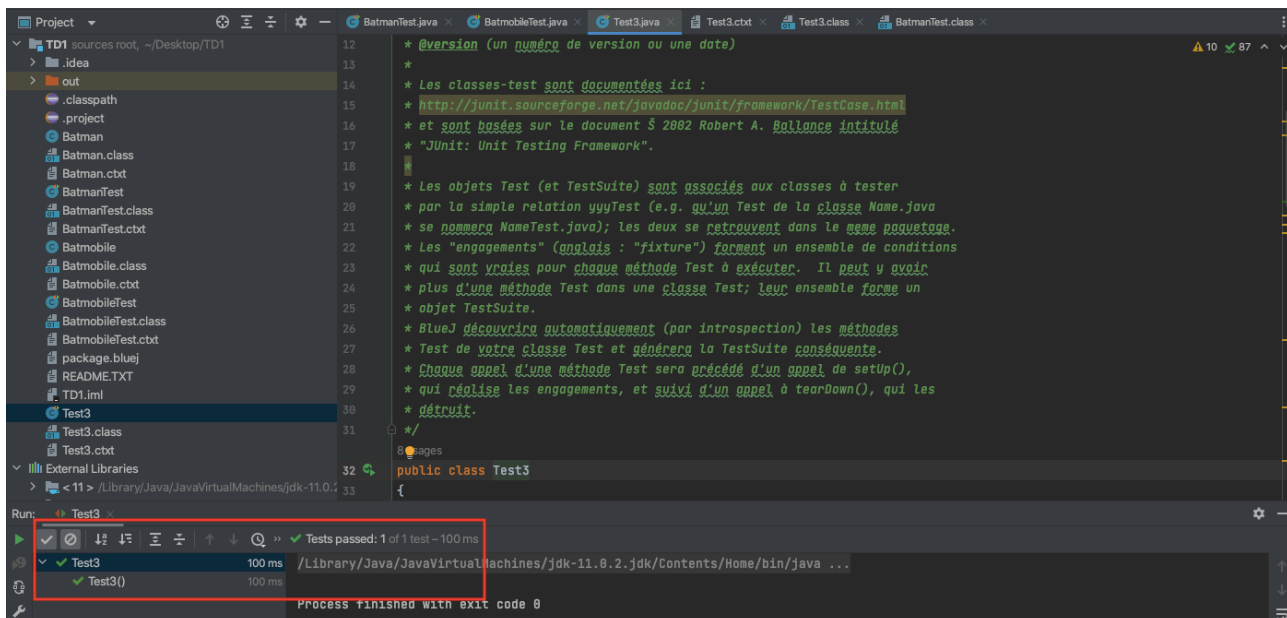 Project
BatmanTest.java
BatmobileTest.java
Test3.java
Test3.ctxt
Test3.class
BatmanTest.class
TD1 sources root, ~/Desktop/TD1
.idea
out
.classpath
.project
Batman
Batman.class
Batman.ctxt
BatmanTest
BatmanTest.class
BatmanTest.ctxt
Batmobile
Batmobile.class
Batmobile.ctxt
BatmobileTest
BatmobileTest.class
BatmobileTest.ctxt
package.bluej
README.TXT
TD1.iml
Test3
Test3.class
Test3.ctxt
External Libraries
< 11 > /Library/Java/JavaVirtualMachines/jdk-11.0.2
10 87
12 * @version (un numéro de version ou une date)
13 *
14 * Les classes-test sont documentées ici :
15 * http://junit.sourceforge.net/javadoc/junit/framework/TestCase.html
16 * et sont basées sur le document Š 2002 Robert A. Ballance intitulé
17 * "JUnit: Unit Testing Framework".
18 *
19 * Les objets Test (et TestSuite) sont associés aux classes à tester
20 * par la simple relation yyyTest (e.g. qu'un Test de la classe Name.java
21 * se nommera NameTest.java); les deux se retrouvent dans le meme paquetage.
22 * Les "engagements" (anglais : "fixture") forment un ensemble de conditions
23 * qui sont vraies pour chaque méthode Test à exécuter. Il peut y avoir
24 * plus d'une méthode Test dans une classe Test; leur ensemble forme un
25 * objet TestSuite.
26 * BlueJ découvrira automatiquement (par introspection) les méthodes
27 * Test de votre classe Test et générera la TestSuite conséquente.
28 * Chaque appel d'une méthode Test sera précédé d'un appel de setUp(),
29 * qui réalise les engagements, et suivi d'un appel à tearDown(), qui les
30 * détruit.
31 */
32 public class Test3
33 {
Run: Test3
Tests passed: 1 of 1 test – 100 ms
Test3 100 ms
Test3() 100 ms
/Library/Java/JavaVirtualMachines/jdk-11.0.2.jdk/Contents/Home/bin/java ...
Process finished with exit code 0